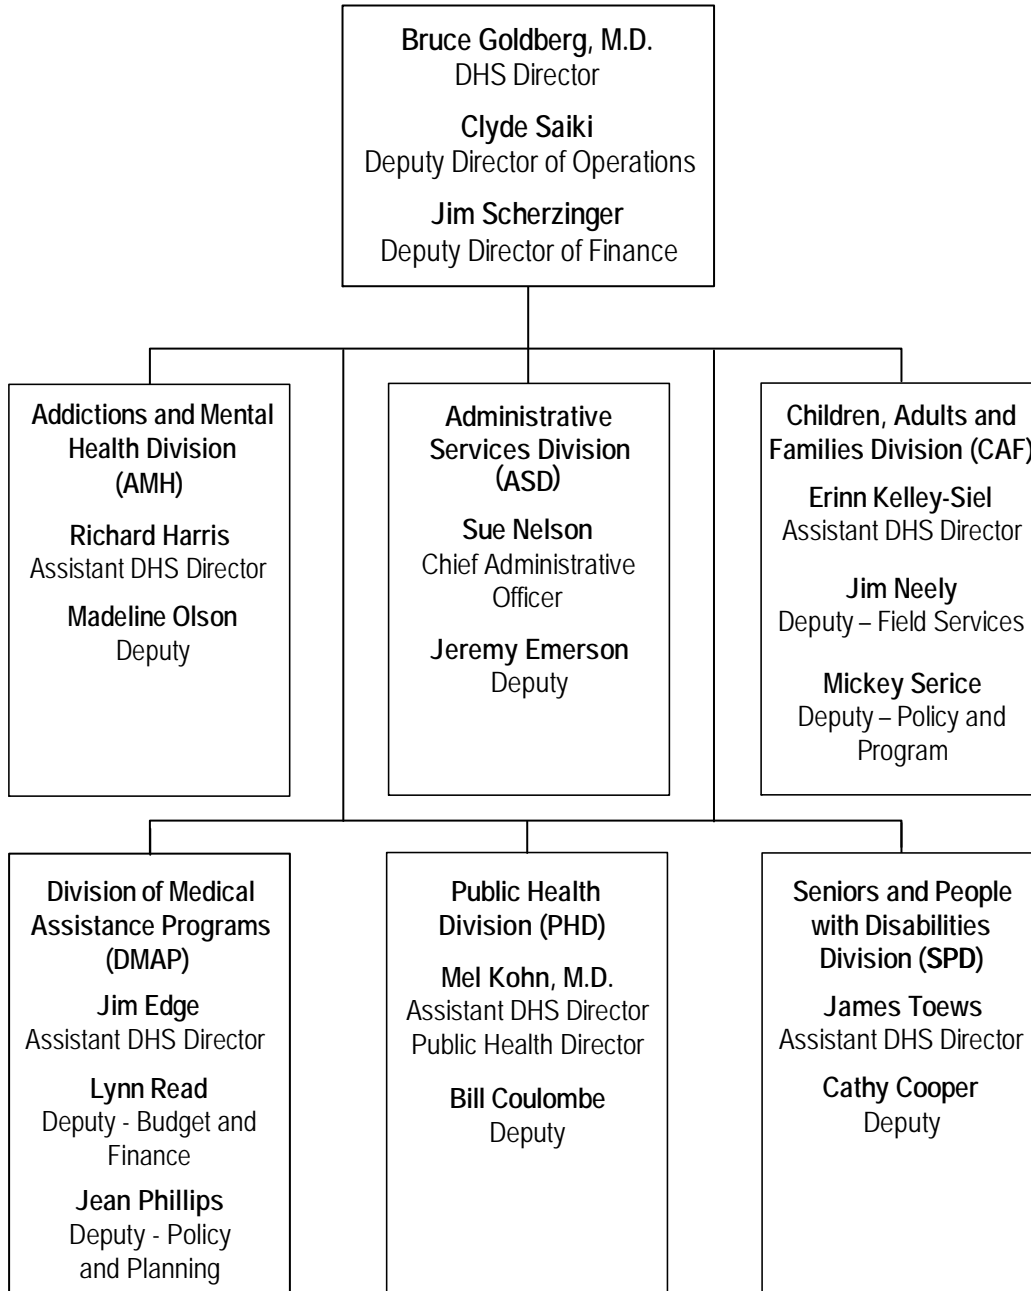 Bruce Goldberg, M.D.
DHS Director
Clyde Saiki
Deputy Director of Operations
Jim Scherzinger
Deputy Director of Finance
Addictions and Mental
Health Division
(AMH)
Richard Harris
Assistant DHS Director
Madeline Olson
Deputy
Administrative
Services Division
(ASD)
Sue Nelson
Chief Administrative
Officer
Jeremy Emerson
Deputy
Children, Adults and
Families Division (CAF)
Erinn Kelley-Siel
Assistant DHS Director
Jim Neely
Deputy – Field Services
Mickey Serice
Deputy – Policy and
Program
Division of Medical
Assistance Programs
(DMAP)
Jim Edge
Assistant DHS Director
Lynn Read
Deputy - Budget and
Finance
Jean Phillips
Deputy - Policy
and Planning
Public Health
Division (PHD)
Mel Kohn, M.D.
Assistant DHS Director
Public Health Director
Bill Coulombe
Deputy
Seniors and People
with Disabilities
Division (SPD)
James Toews
Assistant DHS Director
Cathy Cooper
Deputy